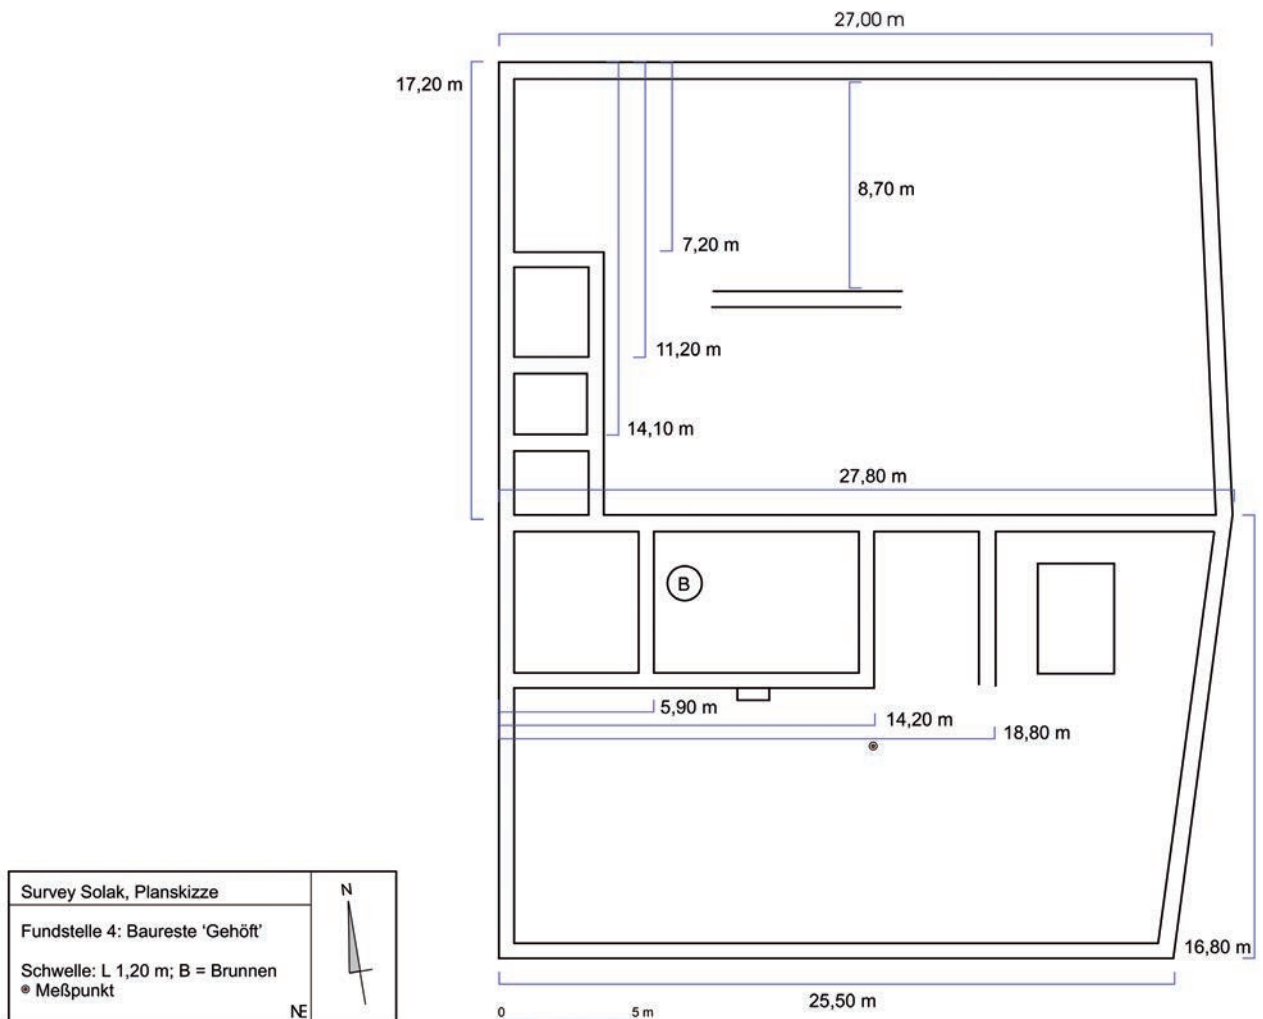 27,00 m
17,20 m
8,70 m
7,20 m
11,20 m
14,10 m
27,80 m
B
5,90 m
14,20 m
18,80 m
16,80 m
25,50 m
0 5 m
Survey Solak, Planskizze
N
Fundstelle 4: Baureste ‘Gehöft’
Schwelle: L 1,20 m; B = Brunnen
Meßpunkt
NE